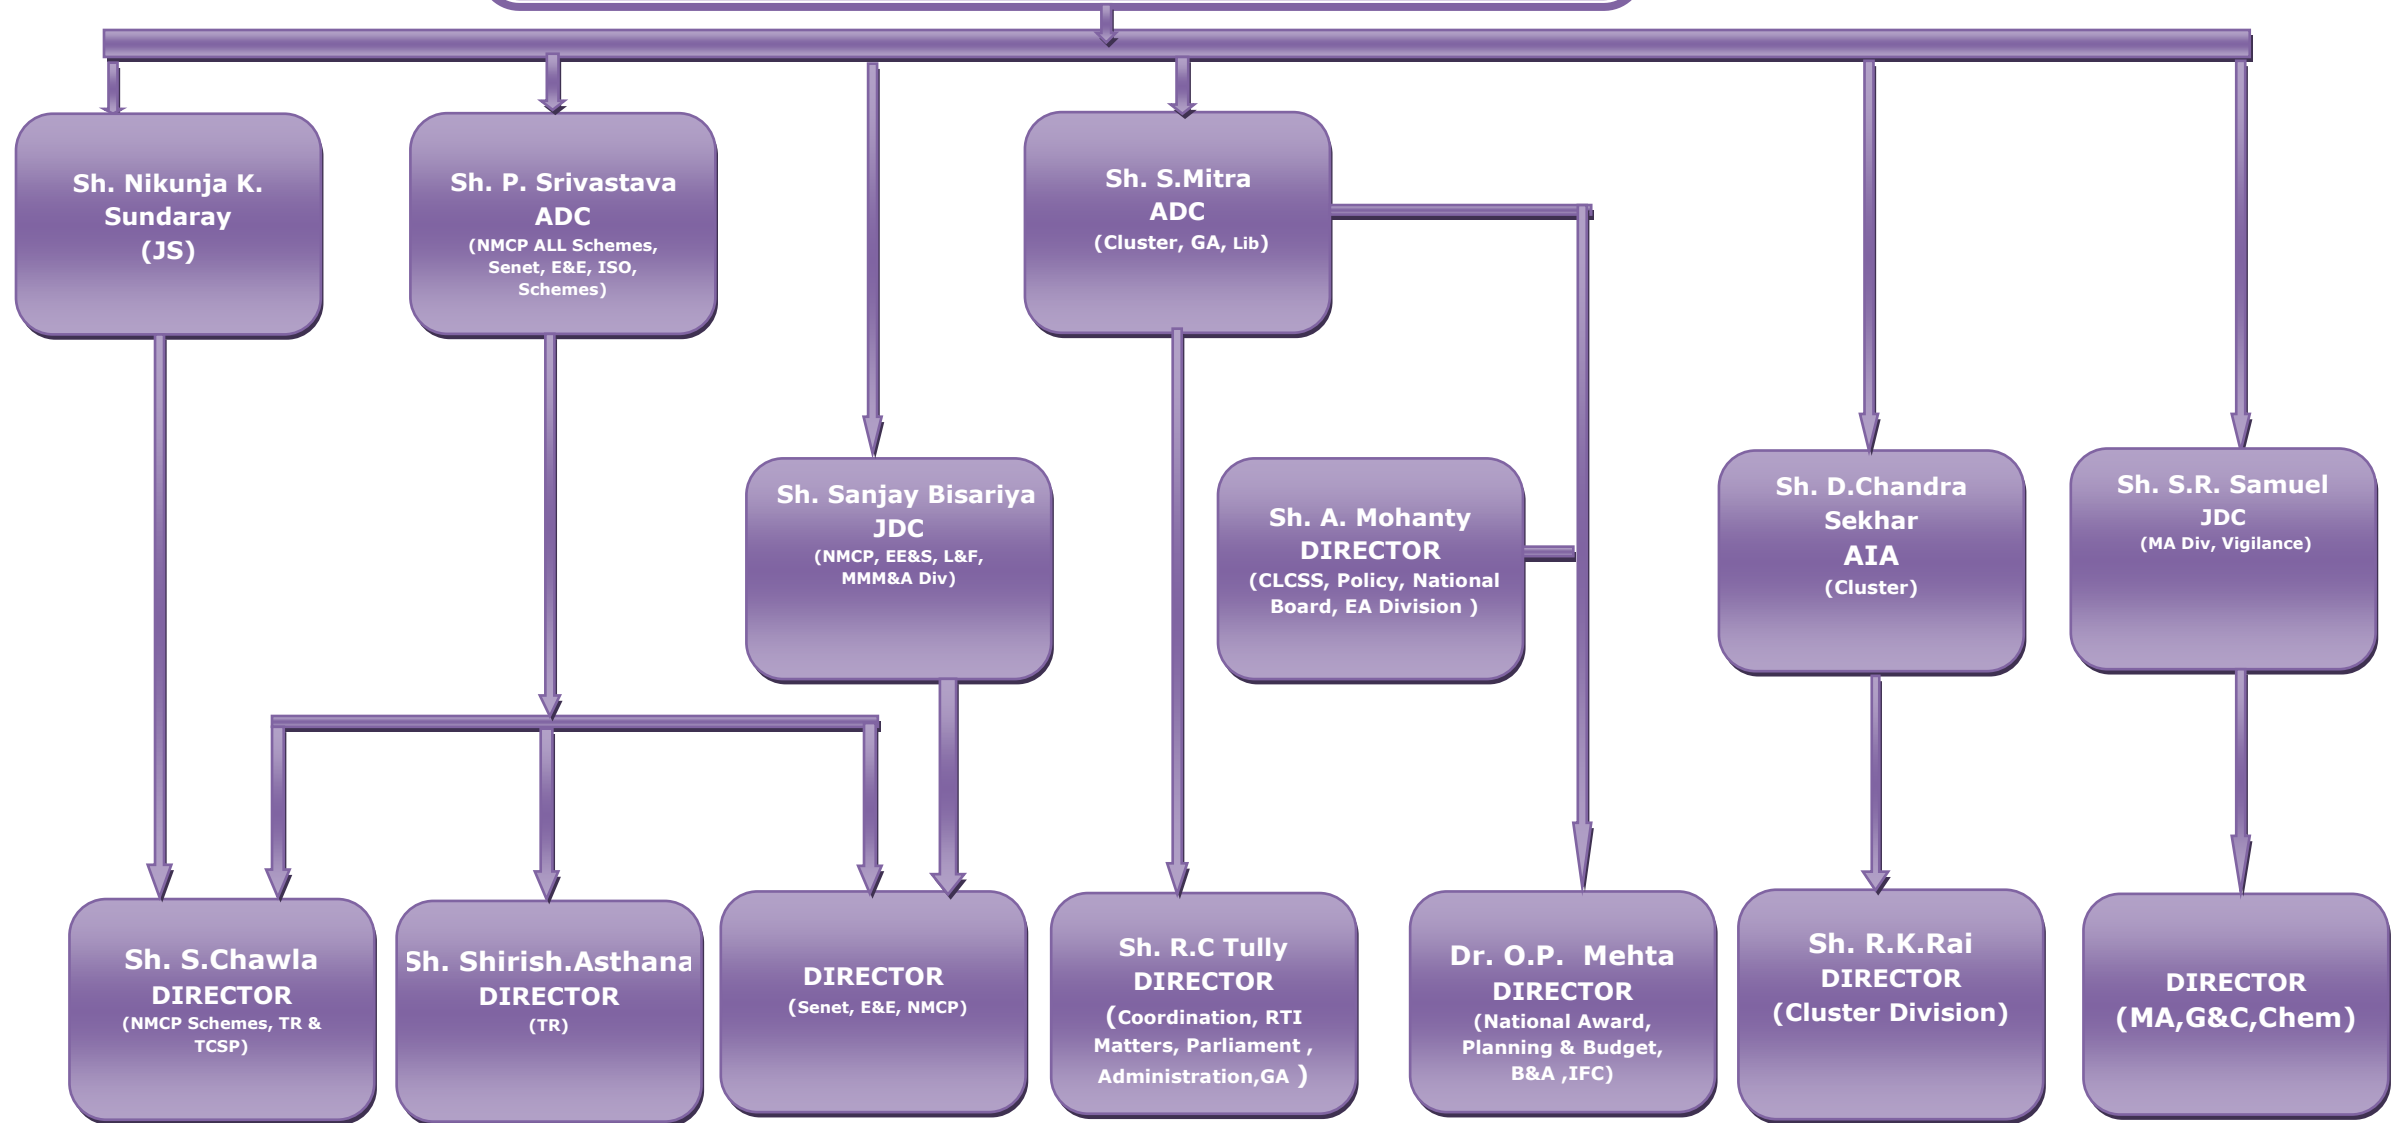 Sh. Nikunja K.
Sundaray
(JS)
Sh. P. Srivastava
ADC
(NMCP ALL Schemes,
Senet, E&E, ISO,
Schemes)
Sh. S.Mitra
ADC
(Cluster, GA, Lib)
Sh. Sanjay Bisariya
JDC
(NMCP, EE&S, L&F,
MMM&A Div)
Sh. A. Mohanty
DIRECTOR
(CLCSS, Policy, National
Board, EA Division )
Sh. D.Chandra
Sekhar
AIA
(Cluster)
Sh. S.R. Samuel
JDC
(MA Div, Vigilance)
Sh. S.Chawla
DIRECTOR
(NMCP Schemes, TR &
TCSP)
Sh. Shirish.Asthana
DIRECTOR
(TR)
DIRECTOR
(Senet, E&E, NMCP)
Sh. R.C Tully
DIRECTOR
(Coordination, RTI
Matters, Parliament ,
Administration,GA )
Dr. O.P.  Mehta
DIRECTOR
(National Award,
Planning & Budget,
B&A ,IFC)
Sh. R.K.Rai
DIRECTOR
(Cluster Division)
DIRECTOR
(MA,G&C,Chem)